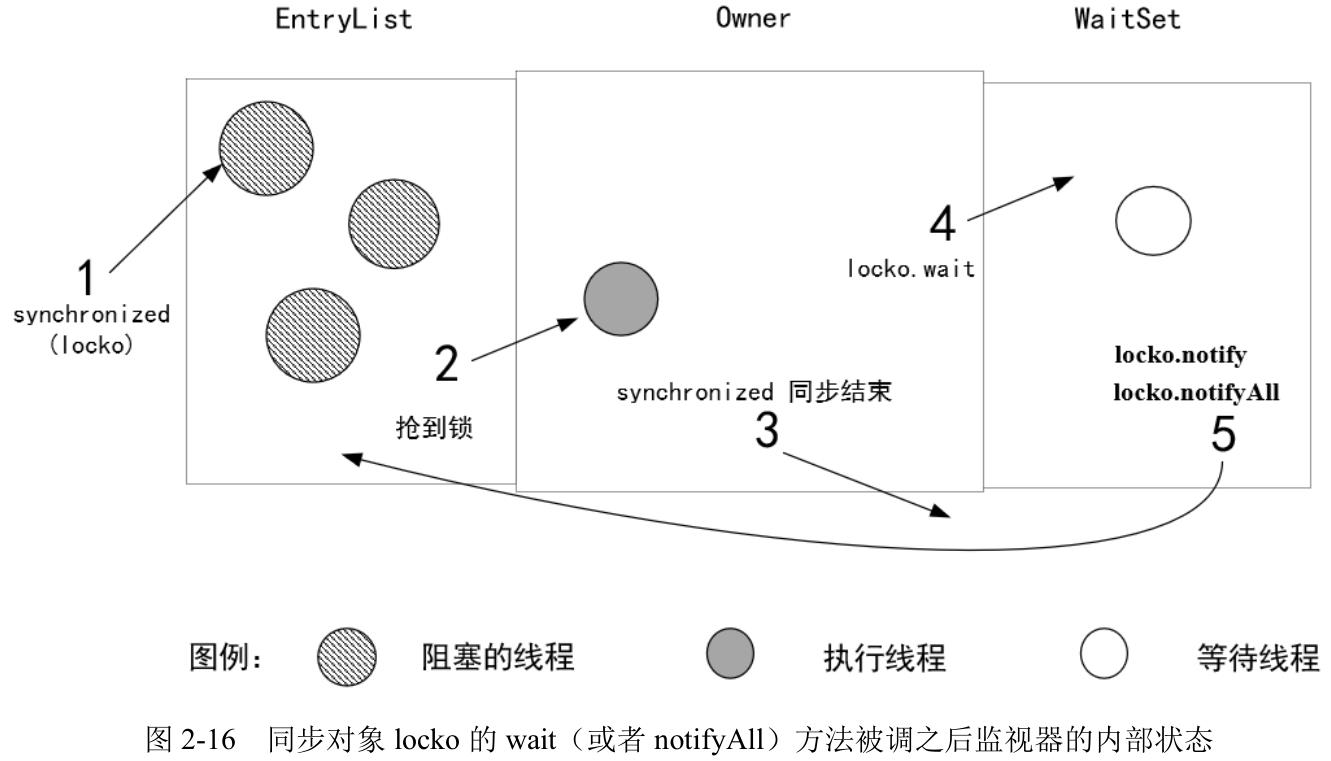 EntryList
Owner
WaitSet
1
synchronized
(locko)
2
抢到锁
synchronized 同步结束
3
4
locko.wait
locko.notify
locko.notifyAll
5
图例：
阻塞的线程
执行线程
等待线程
图 2-16 同步对象 locko 的 wait（或者 notifyAll）方法被调之后监视器的内部状态